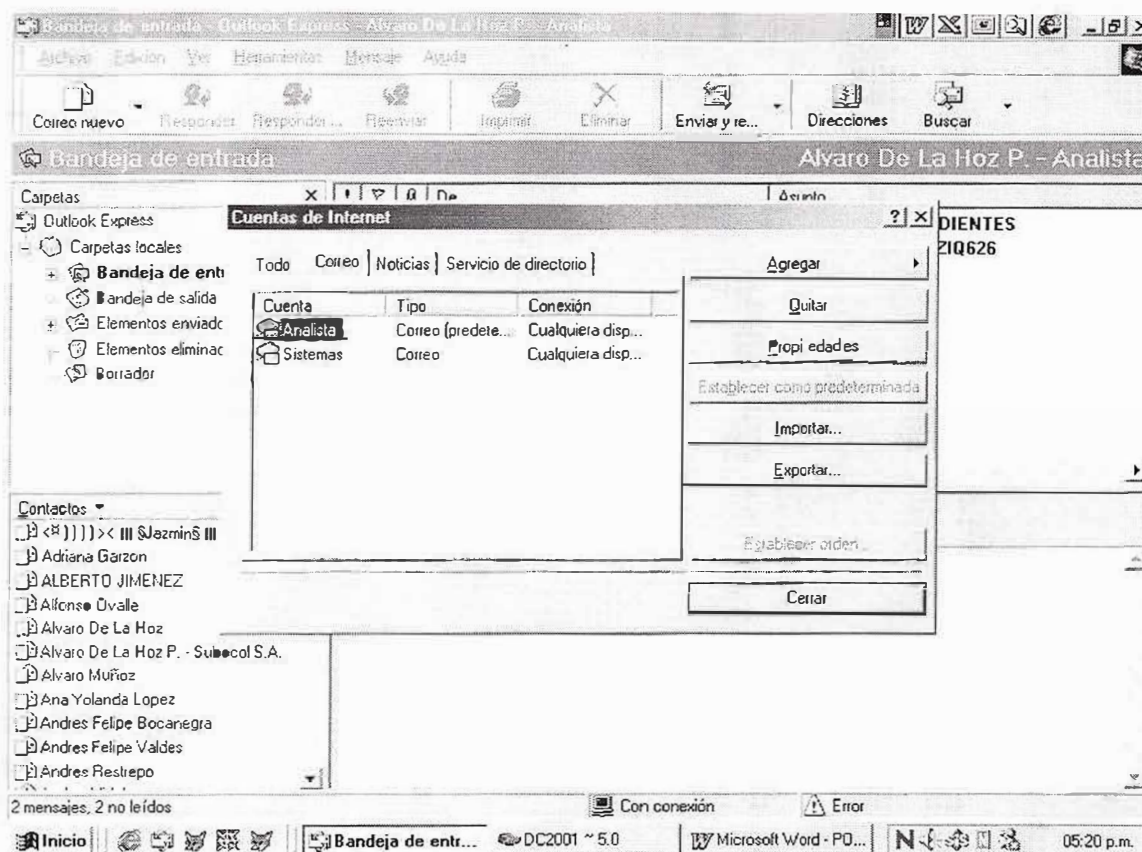 Bandeja de entrada - Outlook Express - Alvaro De La Hoz P. - Analista
Archivo Edición Ver Herramientas Mensaje Ayuda
Correo nuevo Responder Responder ... Reenviar Imprimir Eliminar Enviar y re... Direcciones Buscar
Bandeja de entrada Alvaro De La Hoz P. - Analista
Carpetas De Asunto
Outlook Express
Carpetas locales
Bandeja de enti
Bandeja de salida
Elementos enviado
Elementos eliminac
Borrador
DIENTES
ZIQ626
Cuentas de Internet
Todo Correo Noticias Servicio de directorio
Cuenta Tipo Conexión
Analista Correo (predete... Cualquiera disp...
Sistemas Correo Cualquiera disp...
Agregar
Quitar
Propiedades
Establecer como predeterminada
Importar...
Exportar...
Establecer orden...
Cerrar
Contactos
<º))))>< III §Jazmin§ III
Adriana Garzon
ALBERTO JIMENEZ
Alfonso Ovalle
Alvaro De La Hoz
Alvaro De La Hoz P. - Subocol S.A.
Alvaro Muñoz
Ana Yolanda Lopez
Andres Felipe Bocanegra
Andres Felipe Valdes
Andres Restrepo
2 mensajes, 2 no leídos Con conexión Error
Inicio Bandeja de entr... DC2001 ~ 5.0 Microsoft Word - PO... 05:20 p.m.